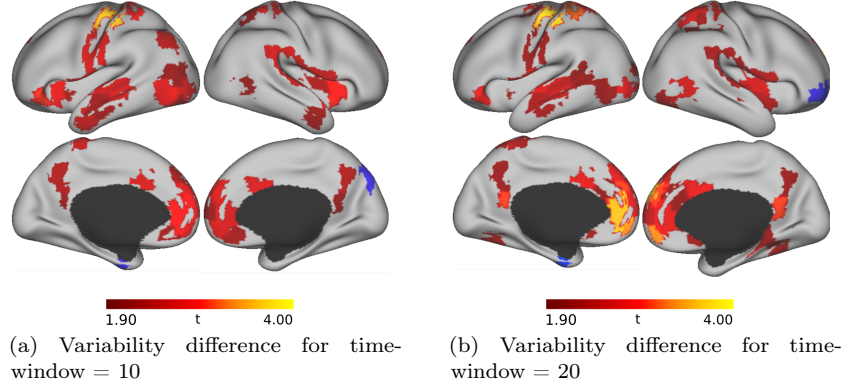 1.90 t 4.00
1.90 t 4.00
(a) Variability difference for time-
window = 10
(b) Variability difference for time-
window = 20